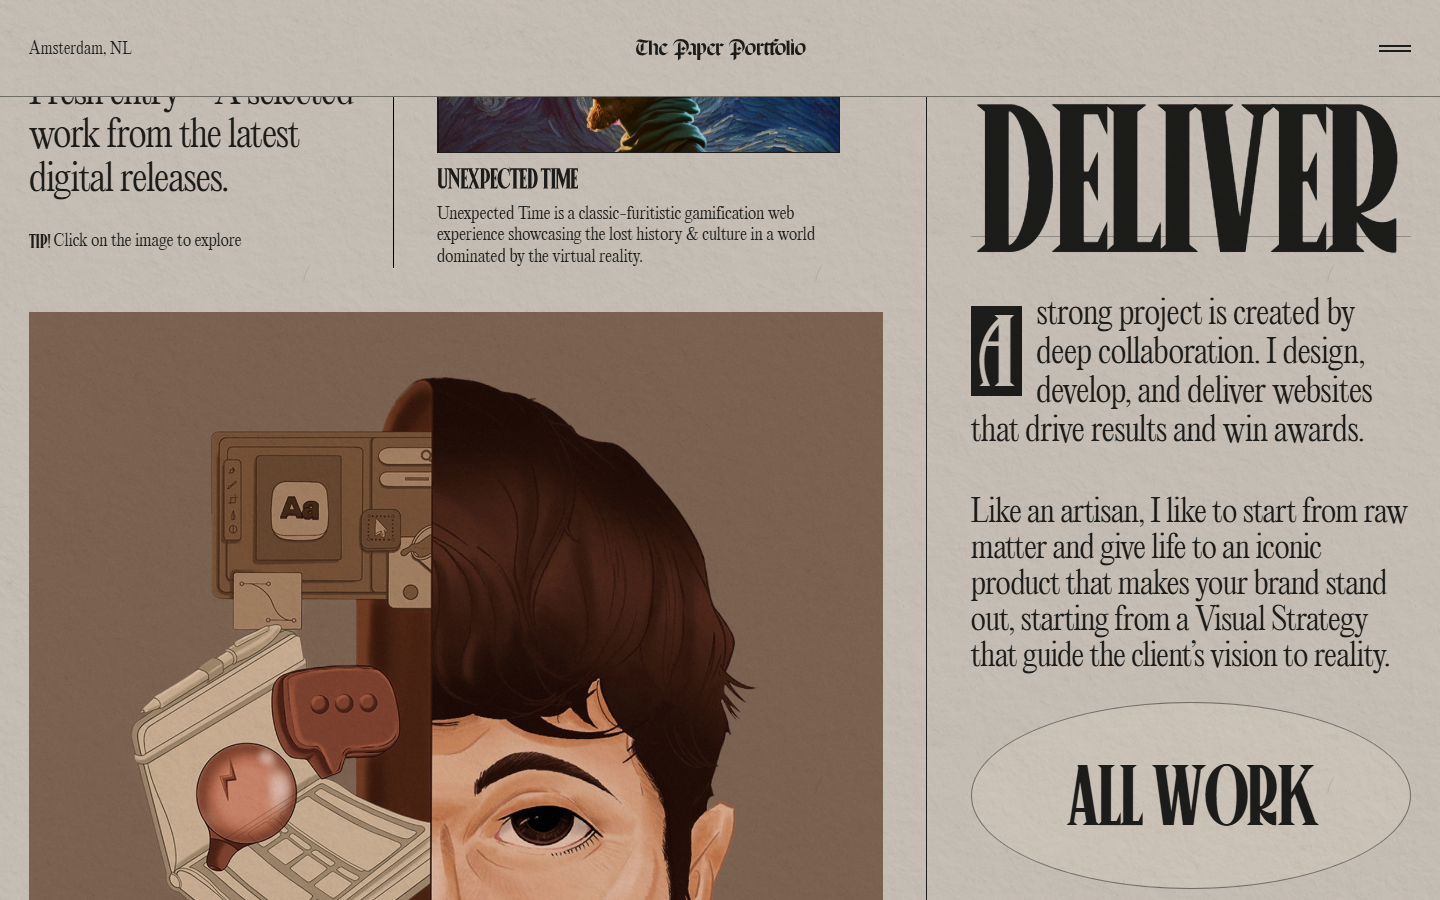 Amsterdam, NL
The Paper Portfolio
Fresh entry — A selected
work from the latest
digital releases.
TIP! Click on the image to explore
UNEXPECTED TIME
Unexpected Time is a classic-furitistic gamification web
experience showcasing the lost history & culture in a world
dominated by the virtual reality.
Aa
DELIVER
A strong project is created by
deep collaboration. I design,
develop, and deliver websites
that drive results and win awards.
Like an artisan, I like to start from raw
matter and give life to an iconic
product that makes your brand stand
out, starting from a Visual Strategy
that guide the client’s vision to reality.
ALL WORK